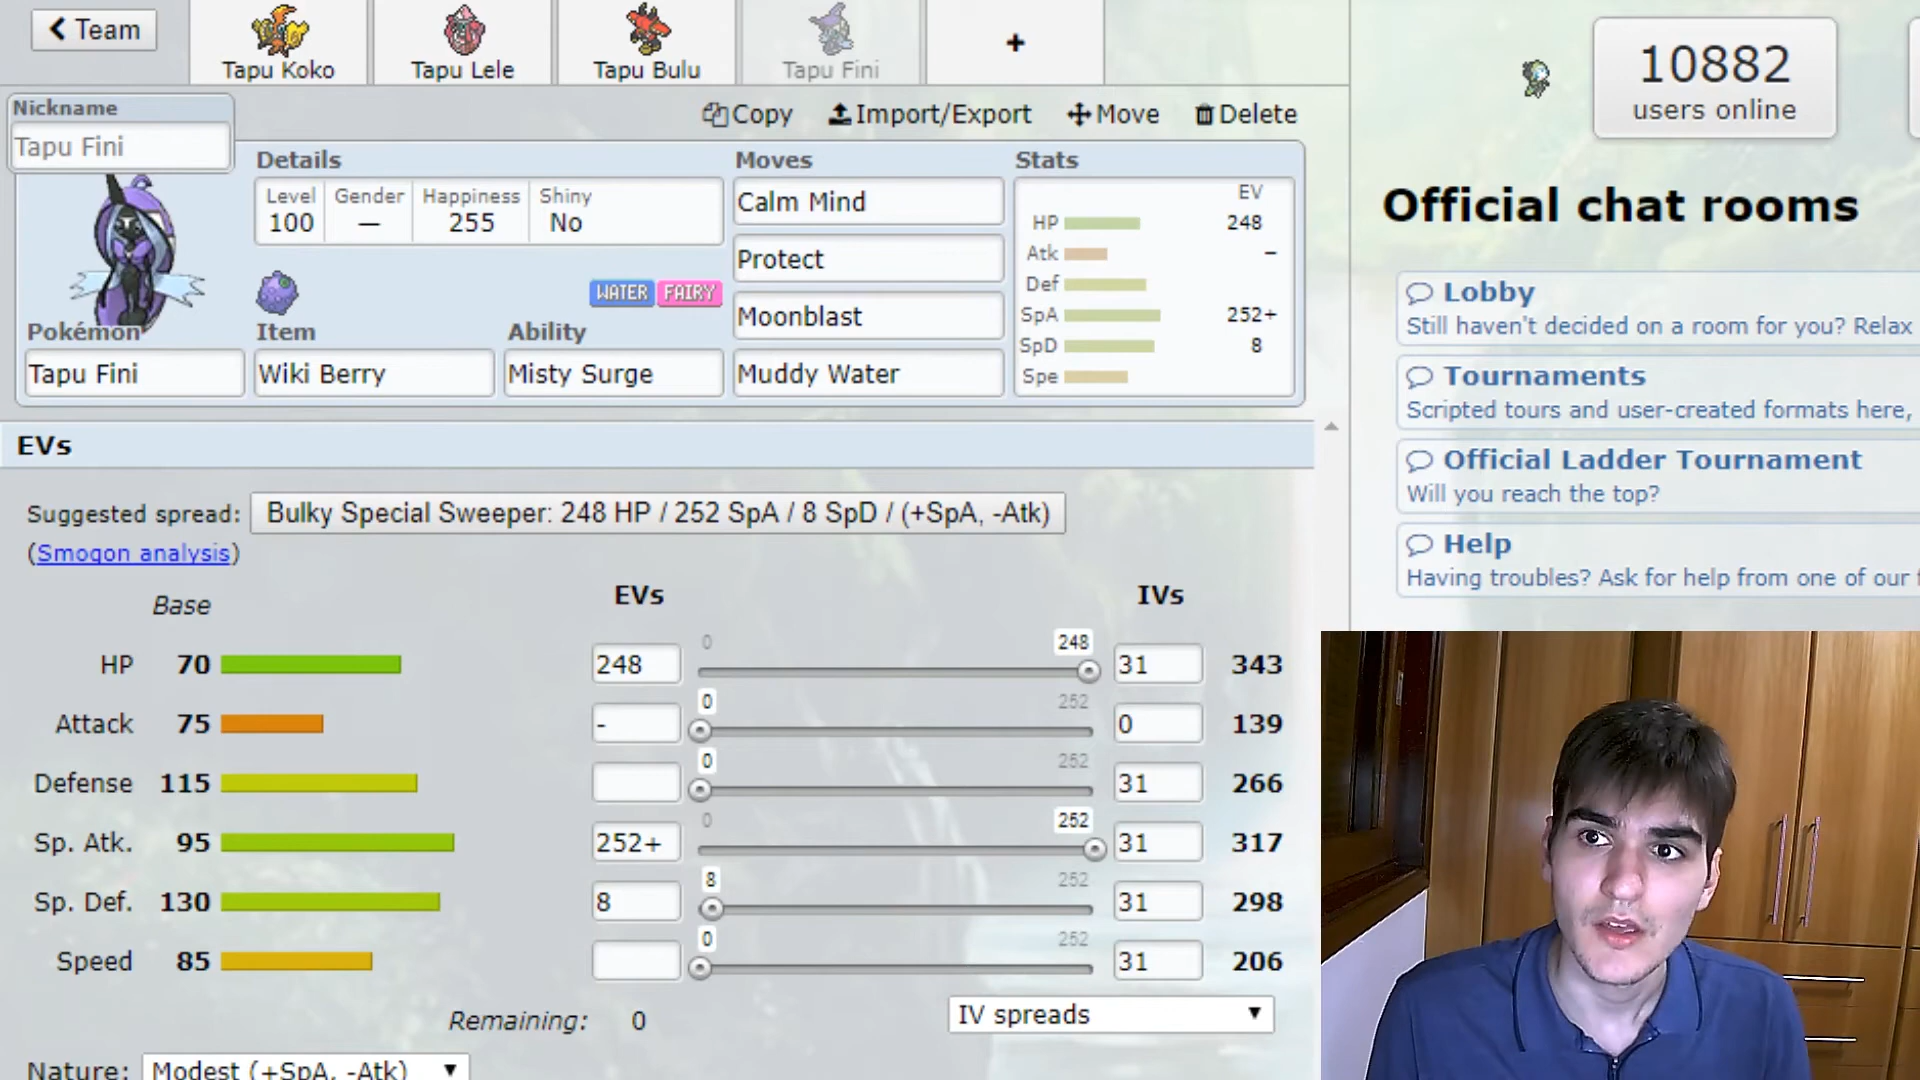 Team
Tapu Koko
Tapu Lele
Tapu Bulu
Tapu Fini
+
10882
users online
Nickname
Tapu Fini
Copy
Import/Export
Move
Delete
Details
Level
100
Gender
—
Happiness
255
Shiny
No
WATER FAIRY
Pokémon
Tapu Fini
Item
Wiki Berry
Ability
Misty Surge
Moves
Calm Mind
Protect
Moonblast
Muddy Water
Stats
EV
HP 248
Atk –
Def
SpA 252+
SpD 8
Spe
Official chat rooms
Lobby
Still haven't decided on a room for you? Relax
Tournaments
Scripted tours and user-created formats here,
Official Ladder Tournament
Will you reach the top?
Help
Having troubles? Ask for help from one of our
EVs
Suggested spread: Bulky Special Sweeper: 248 HP / 252 SpA / 8 SpD / (+SpA, -Atk)
(Smogon analysis)
Base EVs IVs
HP 70 248 0 248 31 343
Attack 75 - 0 252 0 139
Defense 115 0 252 31 266
Sp. Atk. 95 252+ 0 252 31 317
Sp. Def. 130 8 8 252 31 298
Speed 85 0 252 31 206
Remaining: 0
IV spreads
Nature: Modest (+SpA, -Atk)